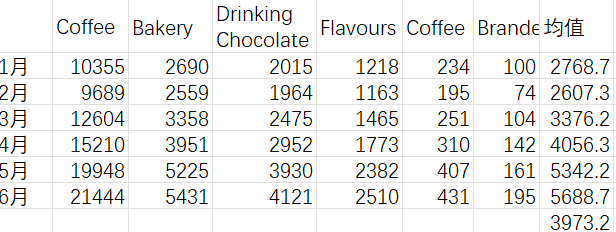 Coffee Bakery Drinking Chocolate Flavours Coffee Brande 均值
1月 10355 2690 2015 1218 234 100 2768.7
2月 9689 2559 1964 1163 195 74 2607.3
3月 12604 3358 2475 1465 251 104 3376.2
4月 15210 3951 2952 1773 310 142 4056.3
5月 19948 5225 3930 2382 407 161 5342.2
6月 21444 5431 4121 2510 431 195 5688.7
3973.2